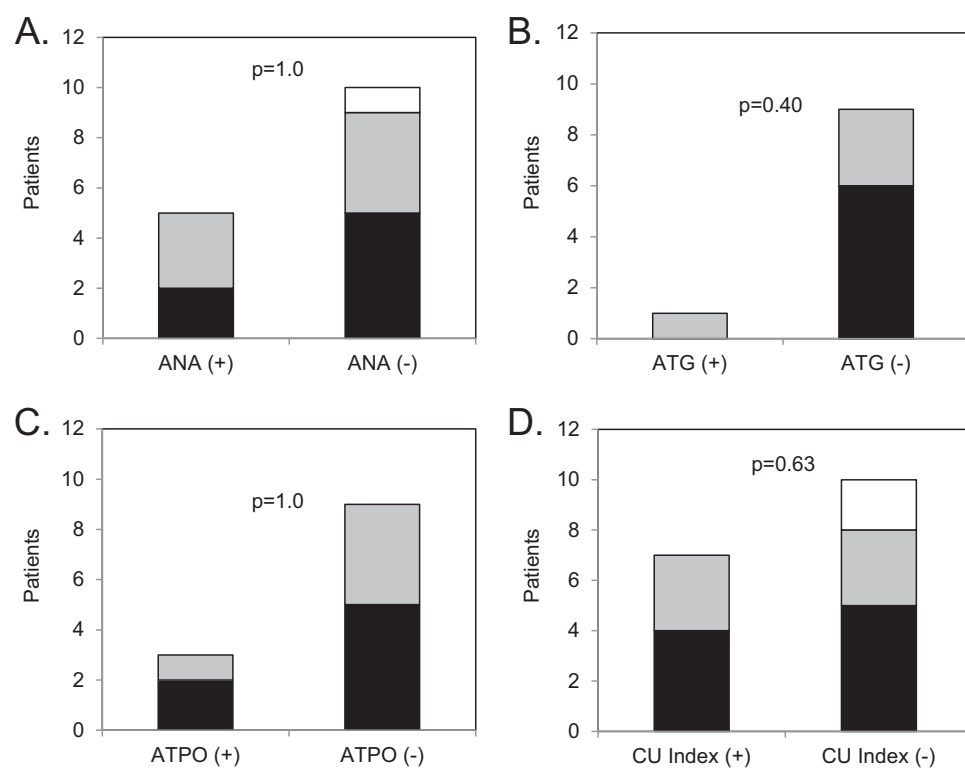 A.
12
10
8
6
4
2
0
Patients
p=1.0
ANA (+)
ANA (-)
B.
12
10
8
6
4
2
0
Patients
p=0.40
ATG (+)
ATG (-)
C.
12
10
8
6
4
2
0
Patients
p=1.0
ATPO (+)
ATPO (-)
D.
12
10
8
6
4
2
0
Patients
p=0.63
CU Index (+)
CU Index (-)